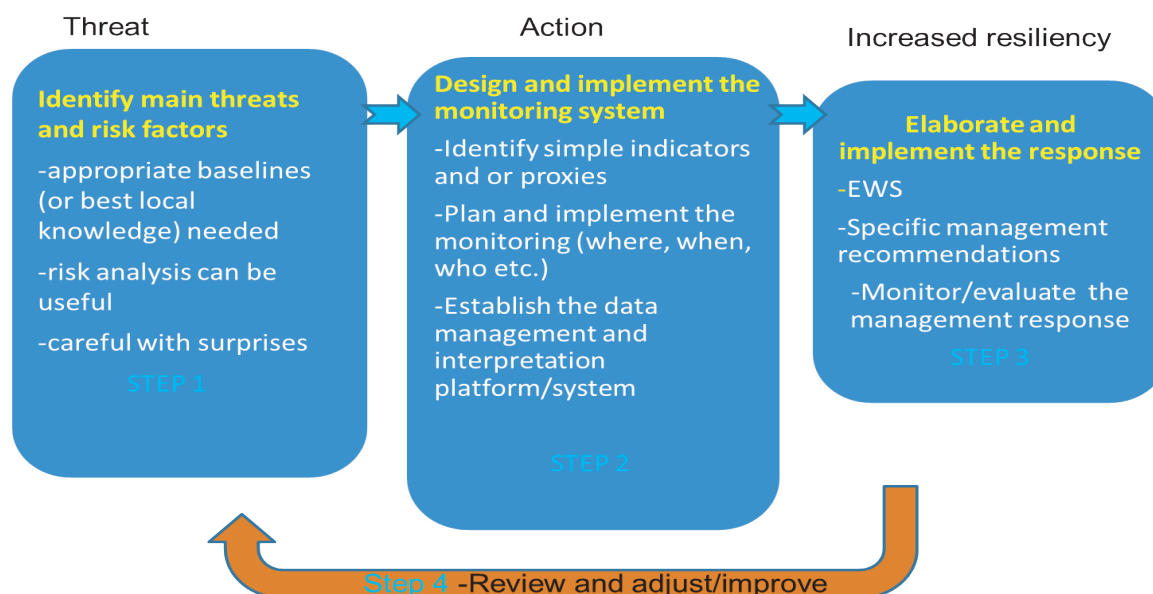 Threat
Identify main threats
and risk factors
-appropriate baselines
(or best local
knowledge) needed
-risk analysis can be
useful
-careful with surprises
STEP 1
Action
Design and implement the
monitoring system
-Identify simple indicators
and or proxies
-Plan and implement the
monitoring (where, when,
who etc.)
-Establish the data
management and
interpretation
platform/system
STEP 2
Increased resiliency
Elaborate and
implement the response
-EWS
-Specific management
recommendations
-Monitor/evaluate the
management response
STEP 3
Step 4 -Review and adjust/improve